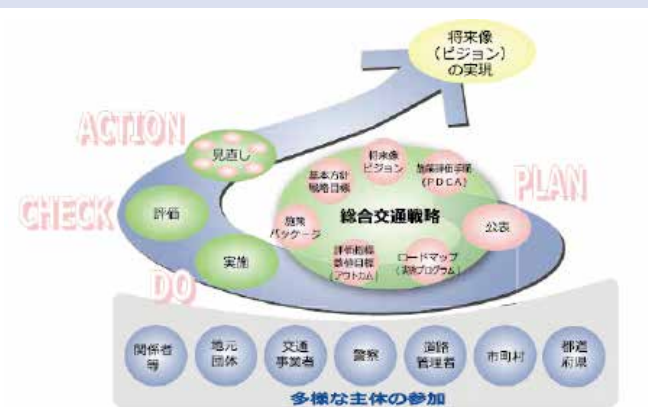 将来像
(ビジョン)
の実現
ACTION
見直し
CHECK
評価
DO
実施
PLAN
基本方針
戦略目標
将来像
ビジョン
施策評価手順
(PDCA)
施策
パッケージ
総合交通戦略
公表
評価指標
数値目標
(アウトカム)
ロードマップ
(実施プログラム)
関係者
等
地元
団体
交通
事業者
警察
道路
管理者
市町村
都道
府県
多様な主体の参加